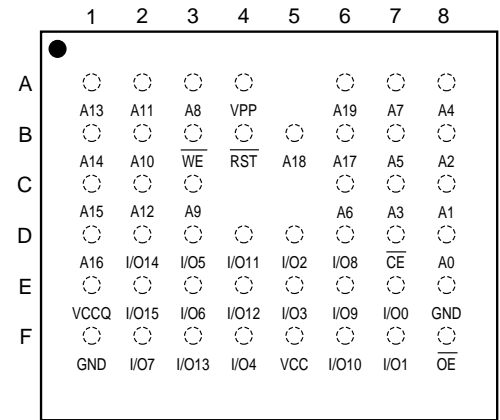 1 2 3 4 5 6 7 8
A
A13 A11 A8 VPP A19 A7 A4
B
A14 A10 WE RST A18 A17 A5 A2
C
A15 A12 A9 A6 A3 A1
D
A16 I/O14 I/O5 I/O11 I/O2 I/O8 CE A0
E
VCCQ I/O15 I/O6 I/O12 I/O3 I/O9 I/O0 GND
F
GND I/O7 I/O13 I/O4 VCC I/O10 I/O1 OE